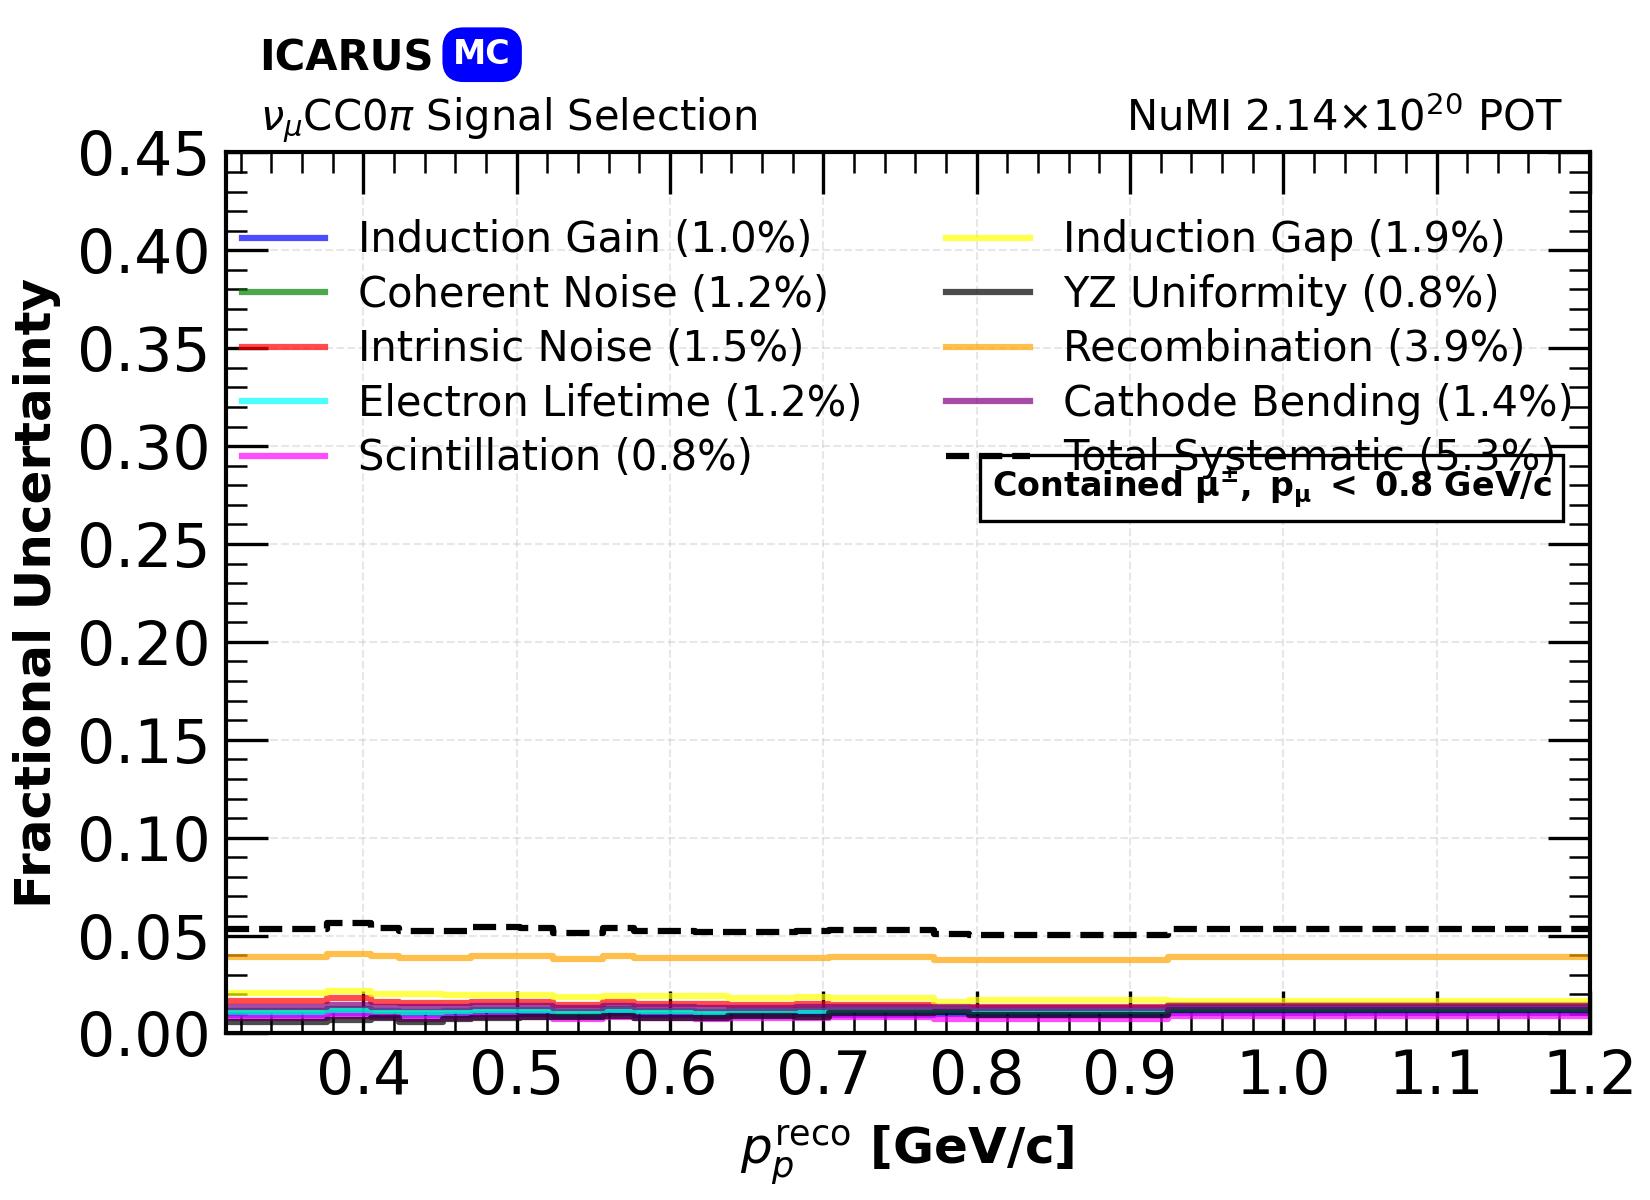 ICARUS MC
νμCC0π Signal Selection NuMI 2.14×10²⁰ POT
Fractional Uncertainty
0.45
0.40
0.35
0.30
0.25
0.20
0.15
0.10
0.05
0.00
Induction Gain (1.0%)
Coherent Noise (1.2%)
Intrinsic Noise (1.5%)
Electron Lifetime (1.2%)
Scintillation (0.8%)
Induction Gap (1.9%)
YZ Uniformity (0.8%)
Recombination (3.9%)
Cathode Bending (1.4%)
Total Systematic (5.3%)
Contained μ±, pμ < 0.8 GeV/c
0.4 0.5 0.6 0.7 0.8 0.9 1.0 1.1 1.2
p_p^reco [GeV/c]